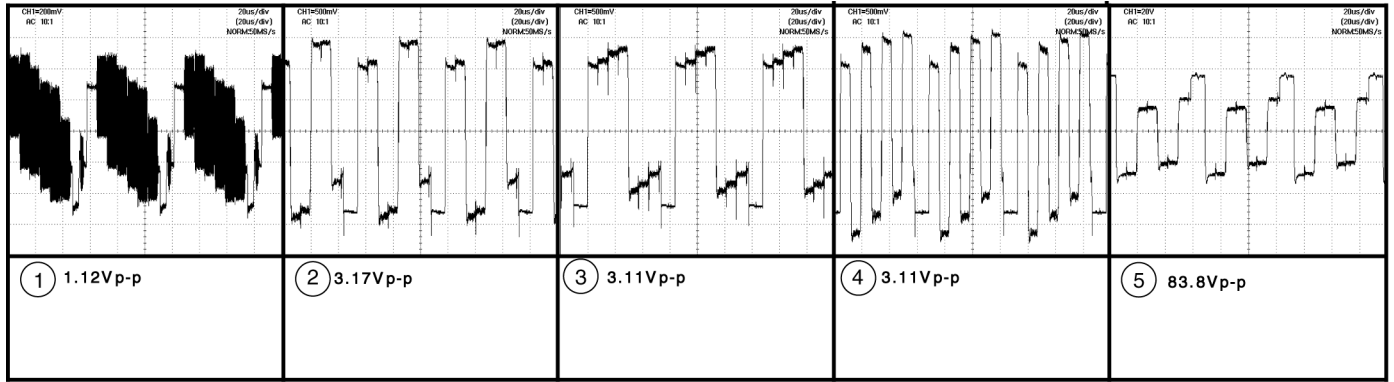 CH1=200mV 20us/div
AC 10:1 (20us/div)
NORM:50MS/s
CH1=500mV 20us/div
AC 10:1 (20us/div)
NORM:50MS/s
CH1=500mV 20us/div
AC 10:1 (20us/div)
NORM:50MS/s
CH1=500mV 20us/div
AC 10:1 (20us/div)
NORM:50MS/s
CH1=20V 20us/div
AC 10:1 (20us/div)
NORM:50MS/s
1 1.12Vp-p
2 3.17Vp-p
3 3.11Vp-p
4 3.11Vp-p
5 83.8Vp-p